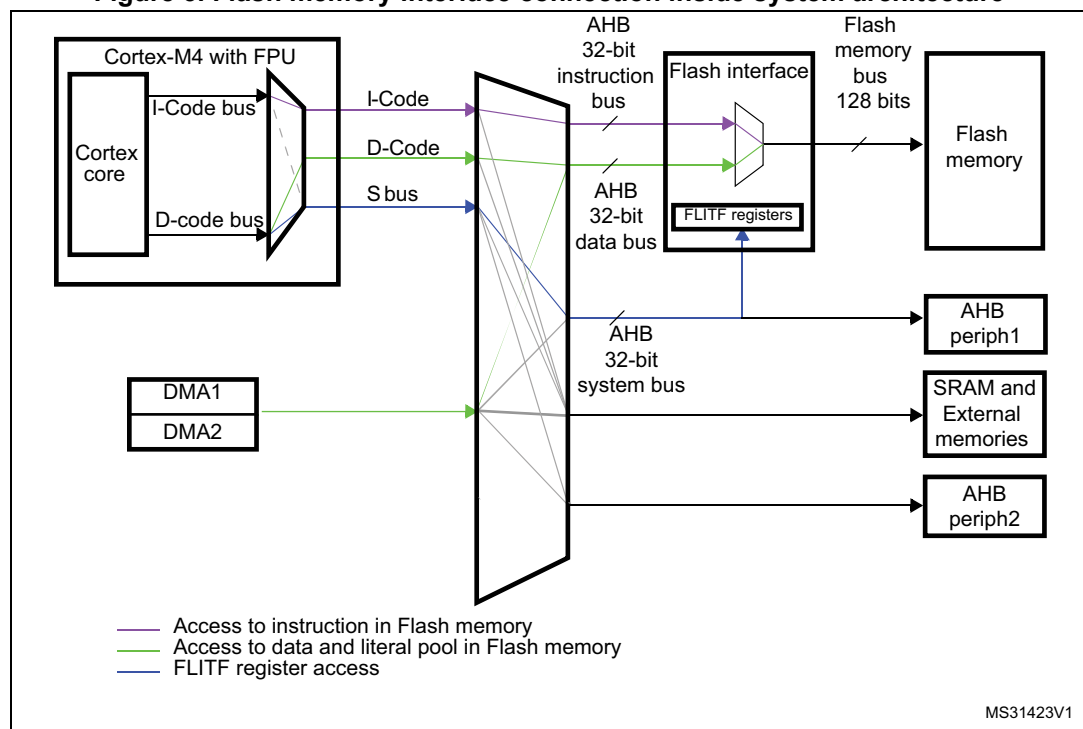 Figure 3. Flash memory interface connection inside system architecture
Cortex-M4 with FPU
Cortex
core
I-Code bus
D-code bus
I-Code
D-Code
S bus
AHB
32-bit
instruction
bus
AHB
32-bit
data bus
Flash interface
FLITF registers
Flash
memory
bus
128 bits
Flash
memory
AHB
32-bit
system bus
AHB
periph1
SRAM and
External
memories
AHB
periph2
DMA1
DMA2
Access to instruction in Flash memory
Access to data and literal pool in Flash memory
FLITF register access
MS31423V1